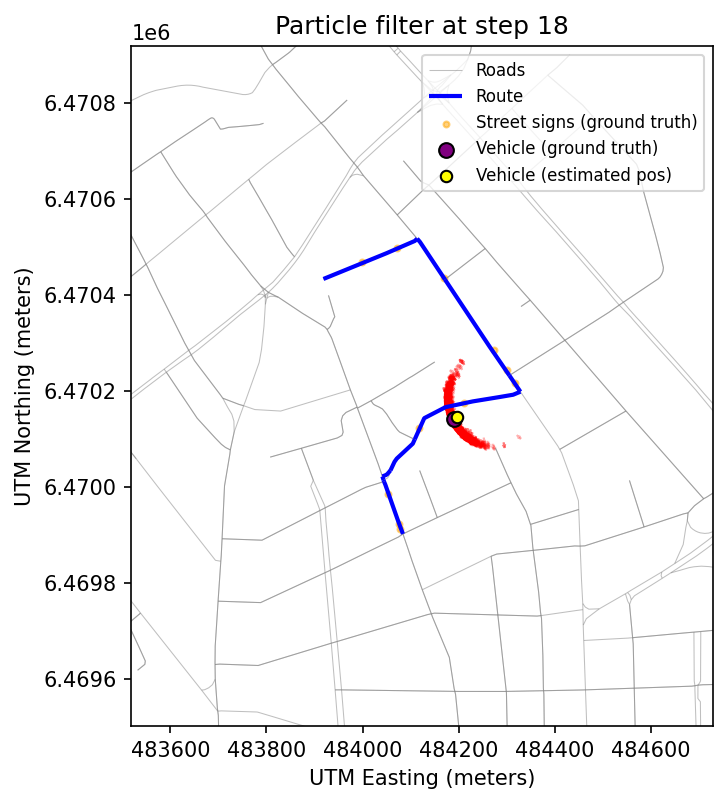 Particle filter at step 18
1e6
Roads
Route
Street signs (ground truth)
Vehicle (ground truth)
Vehicle (estimated pos)
6.4708
6.4706
6.4704
6.4702
6.4700
6.4698
6.4696
UTM Northing (meters)
483600 483800 484000 484200 484400 484600
UTM Easting (meters)